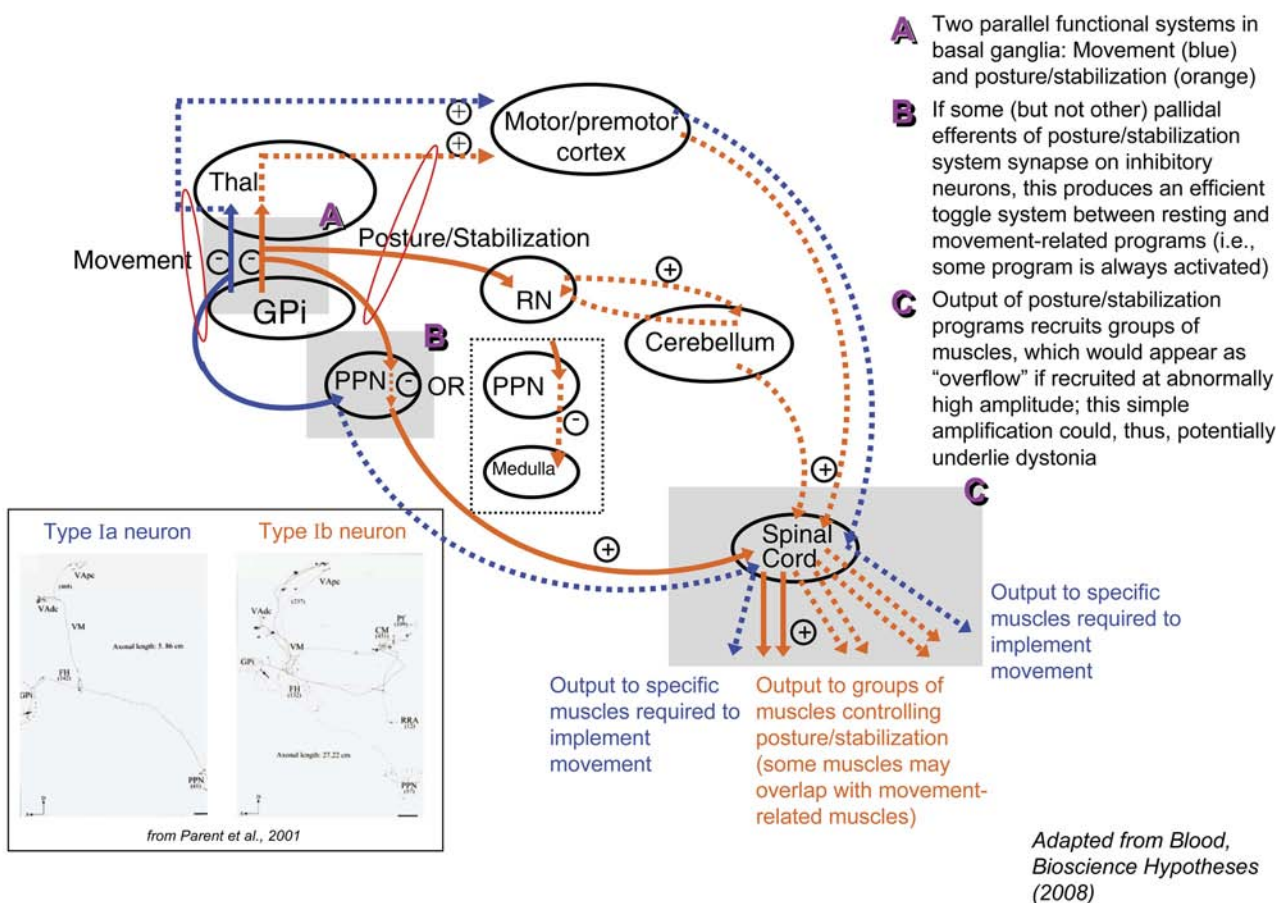 A Two parallel functional systems in
basal ganglia: Movement (blue)
and posture/stabilization (orange)
B If some (but not other) pallidal
efferents of posture/stabilization
system synapse on inhibitory
neurons, this produces an efficient
toggle system between resting and
movement-related programs (i.e.,
some program is always activated)
C Output of posture/stabilization
programs recruits groups of
muscles, which would appear as
“overflow” if recruited at abnormally
high amplitude; this simple
amplification could, thus, potentially
underlie dystonia
+
+
Motor/premotor
cortex
Thal
A
Posture/Stabilization
Movement
-
-
GPi
RN
+
Cerebellum
B
PPN
-
OR
PPN
-
Medulla
+
+
C
Spinal
Cord
+
Output to specific
muscles required to
implement
movement
Output to specific
muscles required to
implement
movement
Output to groups of
muscles controlling
posture/stabilization
(some muscles may
overlap with movement-
related muscles)
Type Ia neuron
VApc
VAdc
VM
Axonal length: 5.86 cm
FH
GPi
PPN
Type Ib neuron
VApc
(237)
VAdc
CM
PF
VM
GPi
FH
RRA
Axonal length: 27.22 cm
PPN
from Parent et al., 2001
Adapted from Blood,
Bioscience Hypotheses
(2008)